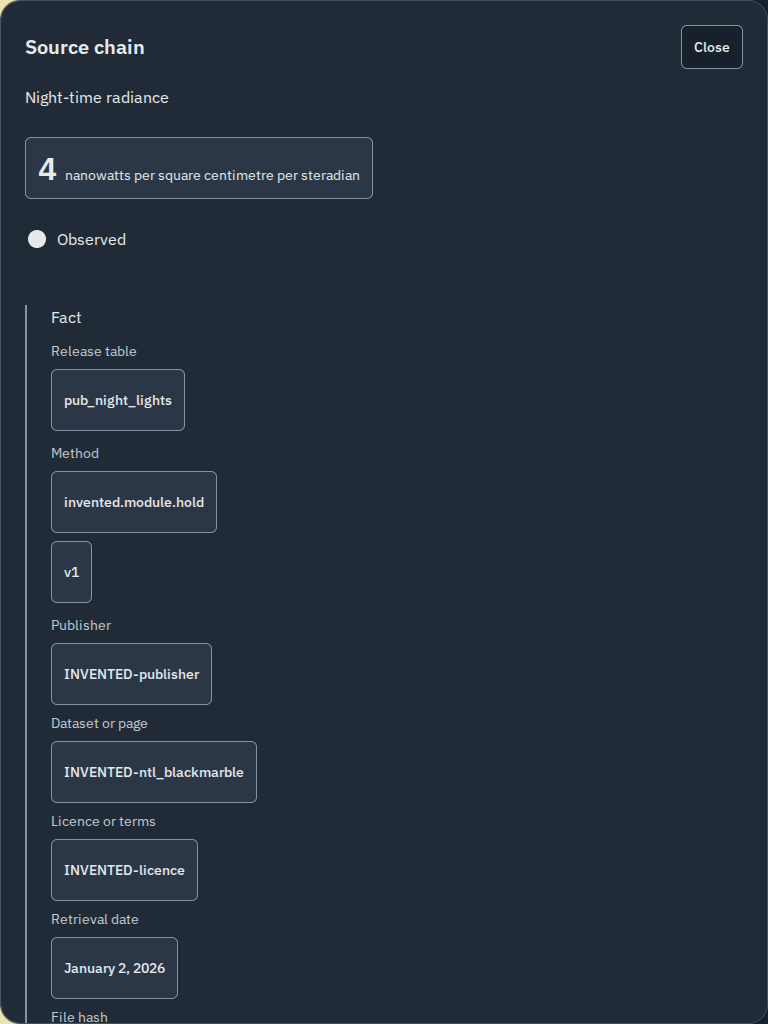 Source chain
Close
Night-time radiance
4 nanowatts per square centimetre per steradian
Observed
Fact
Release table
pub_night_lights
Method
invented.module.hold
v1
Publisher
INVENTED-publisher
Dataset or page
INVENTED-ntl_blackmarble
Licence or terms
INVENTED-licence
Retrieval date
January 2, 2026
File hash